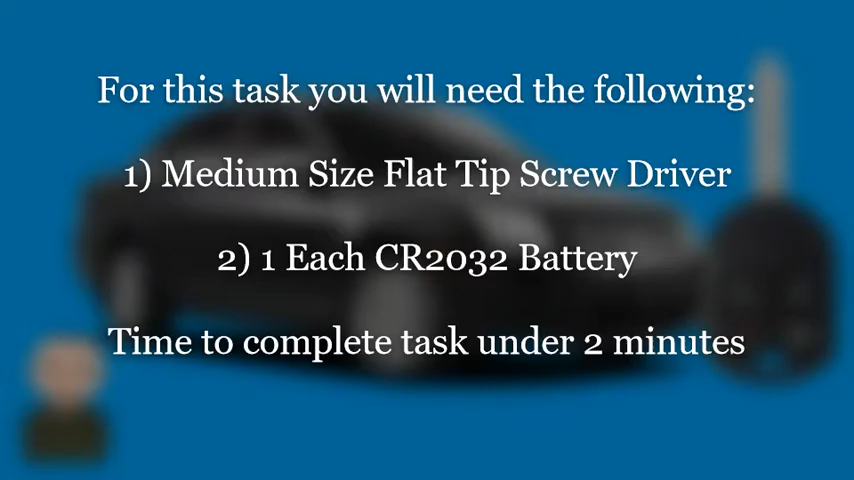 For this task you will need the following:
1) Medium Size Flat Tip Screw Driver
2) 1 Each CR2032 Battery
Time to complete task under 2 minutes